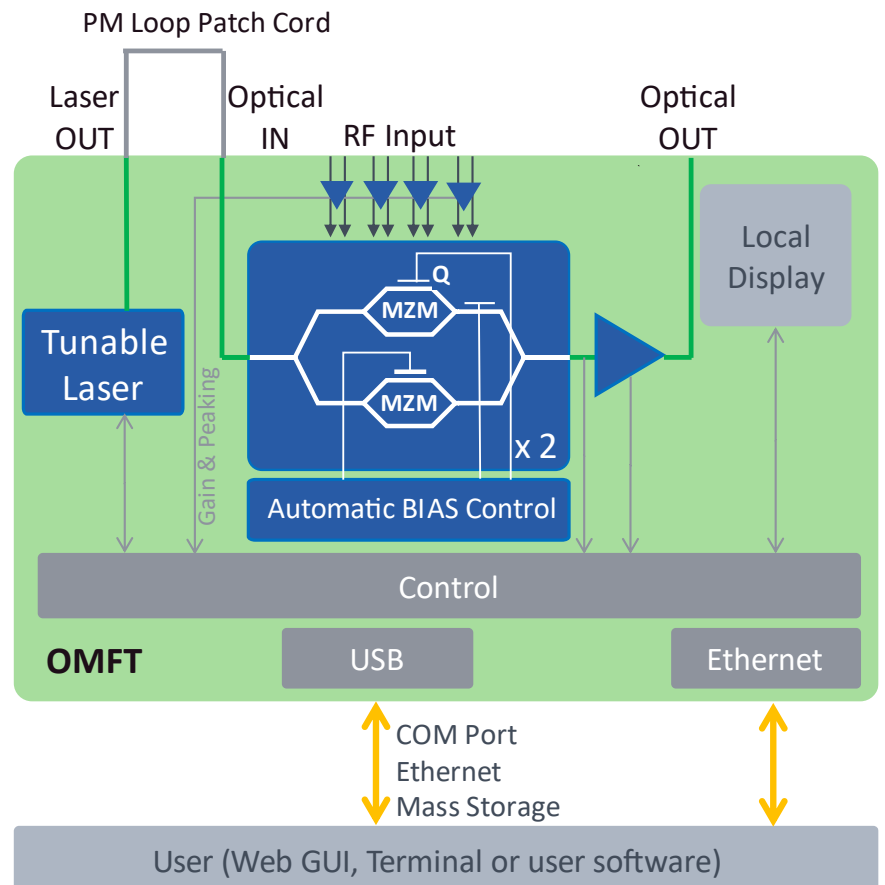 PM Loop Patch Cord
Laser
OUT
Optical
IN
RF Input
Optical
OUT
Local
Display
Q
MZM
Tunable
Laser
MZM
Gain & Peaking
x 2
Automatic BIAS Control
Control
OMFT
USB
Ethernet
COM Port
Ethernet
Mass Storage
User (Web GUI, Terminal or user software)